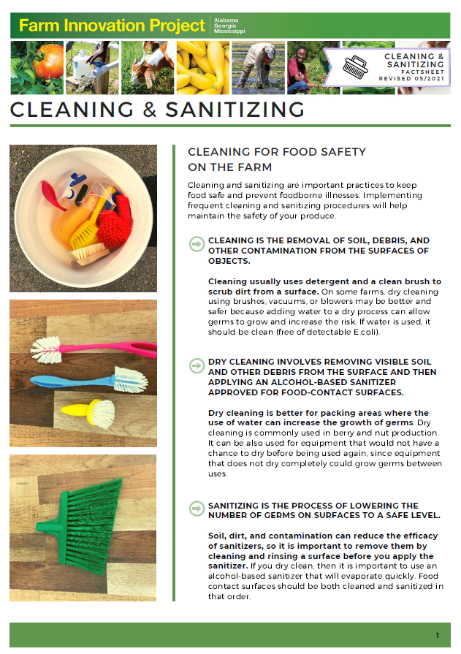 Farm Innovation Project
Alabama
Georgia
Mississippi
CLEANING &
SANITIZING
FACTSHEET
REVISED 05/2021
CLEANING & SANITIZING
CLEANING FOR FOOD SAFETY
ON THE FARM
Cleaning and sanitizing are important practices to keep
food safe and prevent foodborne illnesses. Implementing
frequent cleaning and sanitizing procedures will help
maintain the safety of your produce.
CLEANING IS THE REMOVAL OF SOIL, DEBRIS, AND
OTHER CONTAMINATION FROM THE SURFACES OF
OBJECTS.
Cleaning usually uses detergent and a clean brush to
scrub dirt from a surface. On some farms, dry cleaning
using brushes, vacuums, or blowers may be better and
safer because adding water to a dry process can allow
germs to grow and increase the risk. If water is used, it
should be clean (free of detectable E.coli).
DRY CLEANING INVOLVES REMOVING VISIBLE SOIL
AND OTHER DEBRIS FROM THE SURFACE AND THEN
APPLYING AN ALCOHOL-BASED SANITIZER
APPROVED FOR FOOD-CONTACT SURFACES.
Dry cleaning is better for packing areas where the
use of water can increase the growth of germs. Dry
cleaning is commonly used in berry and nut production.
It can be also used for equipment that would not have a
chance to dry before being used again, since equipment
that does not dry completely could grow germs between
uses.
SANITIZING IS THE PROCESS OF LOWERING THE
NUMBER OF GERMS ON SURFACES TO A SAFE LEVEL.
Soil, dirt, and contamination can reduce the efficacy
of sanitizers, so it is important to remove them by
cleaning and rinsing a surface before you apply the
sanitizer. If you dry clean, then it is important to use an
alcohol-based sanitizer that will evaporate quickly. Food
contact surfaces should be both cleaned and sanitized in
that order.
1